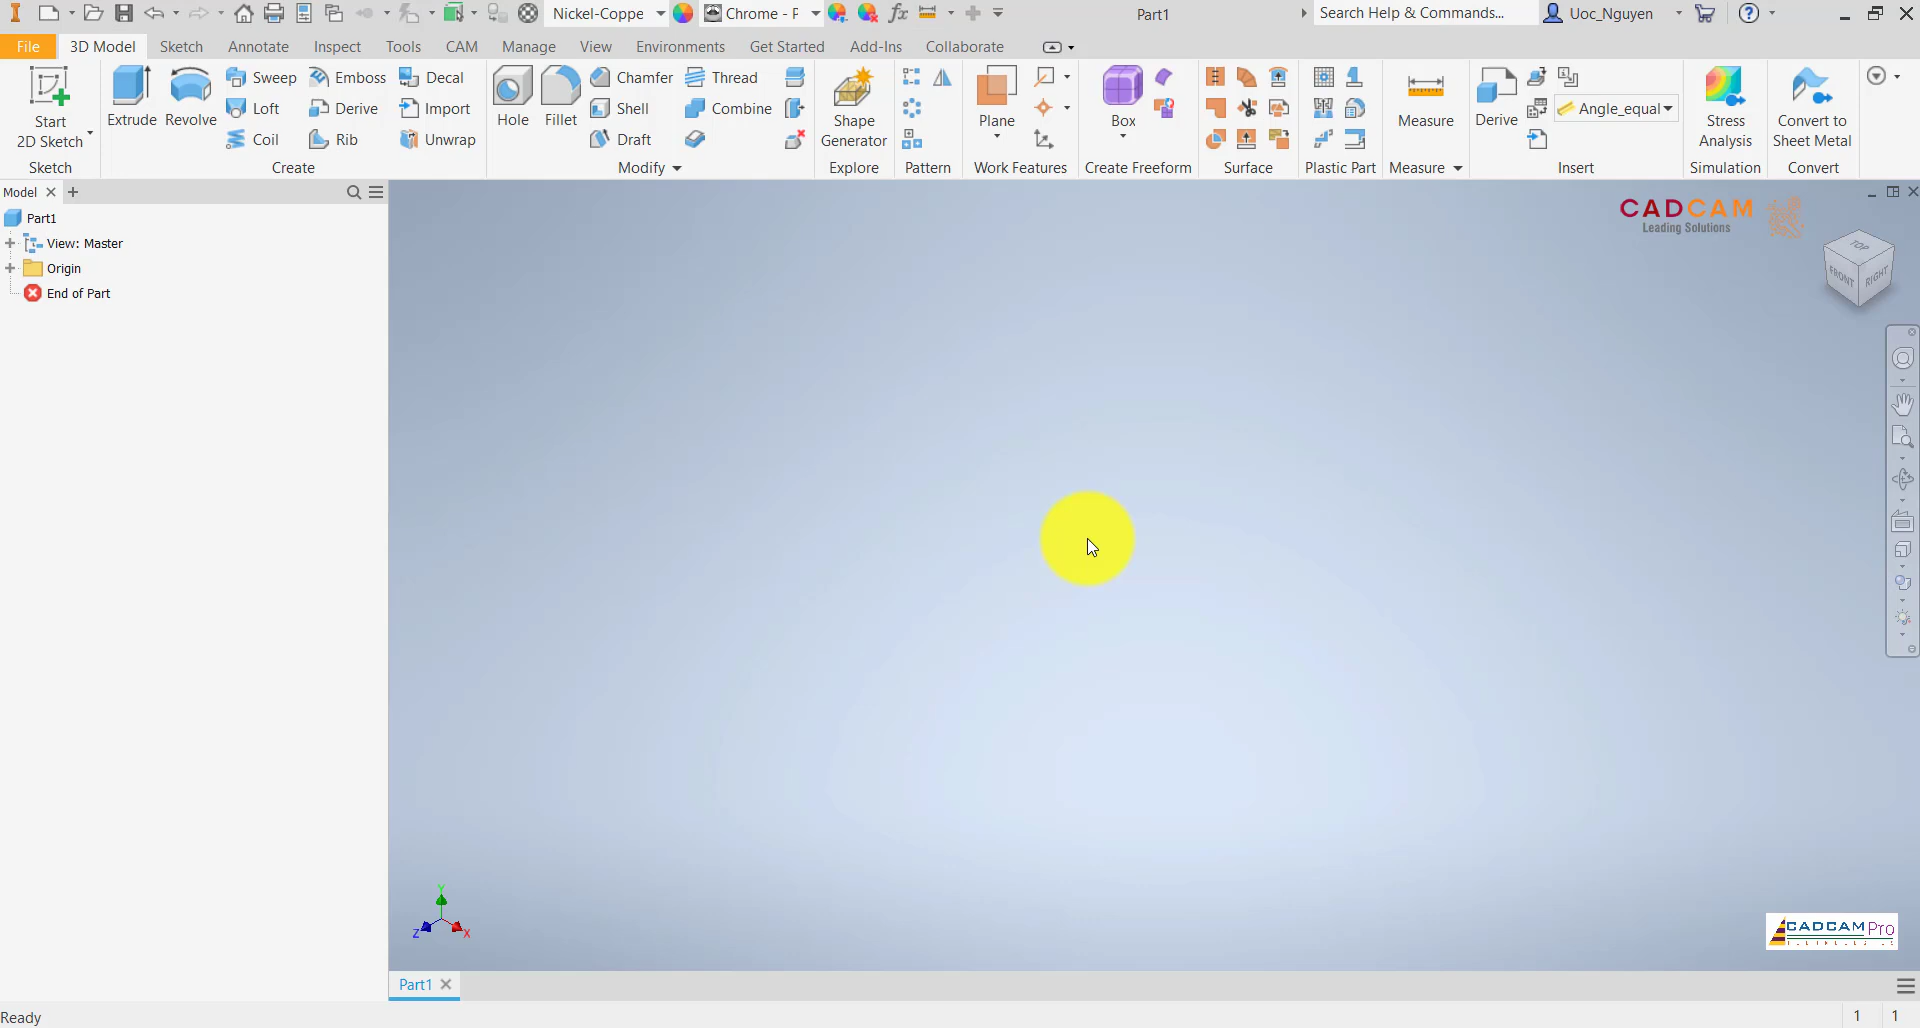 Nickel-Coppe
Chrome - F
Part1
Search Help & Commands...
Uoc_Nguyen
File
3D Model
Sketch
Annotate
Inspect
Tools
CAM
Manage
View
Environments
Get Started
Add-Ins
Collaborate
Start
2D Sketch
Extrude
Revolve
Sweep
Loft
Coil
Emboss
Derive
Rib
Decal
Import
Unwrap
Hole
Fillet
Chamfer
Shell
Draft
Thread
Combine
Shape
Generator
Plane
Box
Measure
Derive
Angle_equal
Stress
Analysis
Convert to
Sheet Metal
Sketch
Create
Modify
Explore
Pattern
Work Features
Create Freeform
Surface
Plastic Part
Measure
Insert
Simulation
Convert
Model
Part1
View: Master
Origin
End of Part
CADCAM
Leading Solutions
TOP
FRONT
RIGHT
Y
Z
X
CADCAM Pro
Part1
Ready
1
1